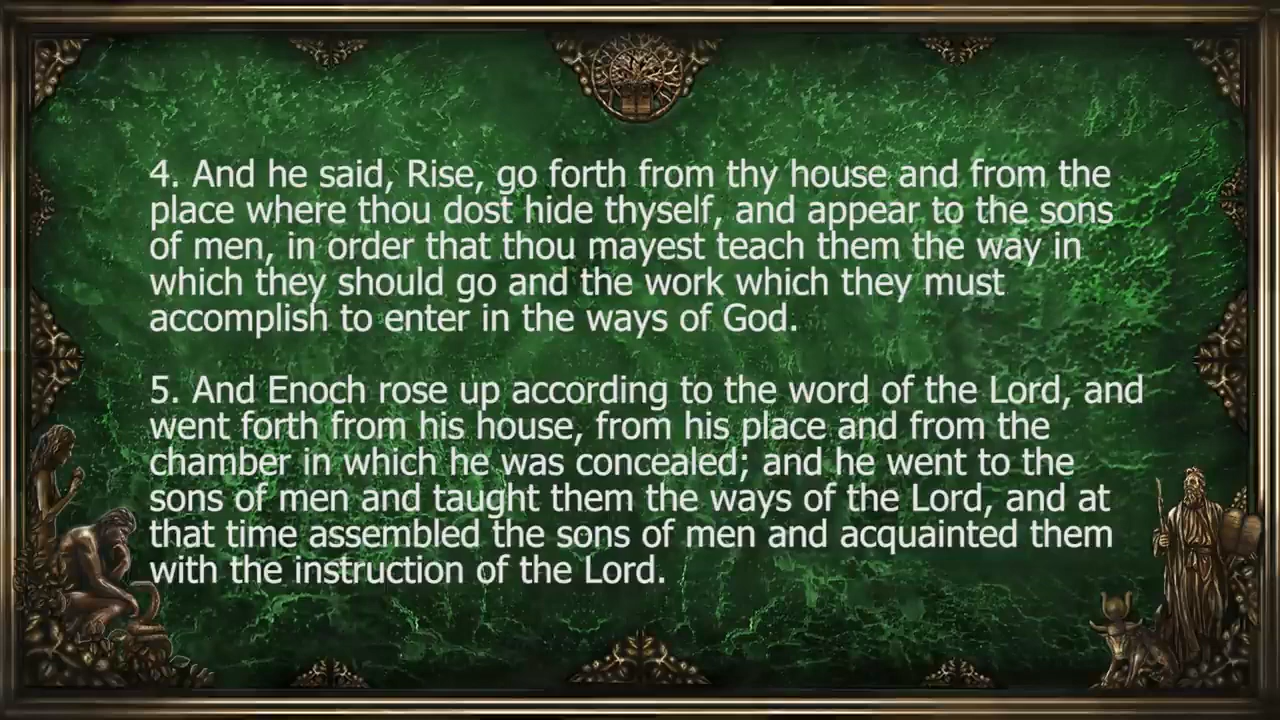 4. And he said, Rise, go forth from thy house and from the
place where thou dost hide thyself, and appear to the sons
of men, in order that thou mayest teach them the way in
which they should go and the work which they must
accomplish to enter in the ways of God.
5. And Enoch rose up according to the word of the Lord, and
went forth from his house, from his place and from the
chamber in which he was concealed; and he went to the
sons of men and taught them the ways of the Lord, and at
that time assembled the sons of men and acquainted them
with the instruction of the Lord.